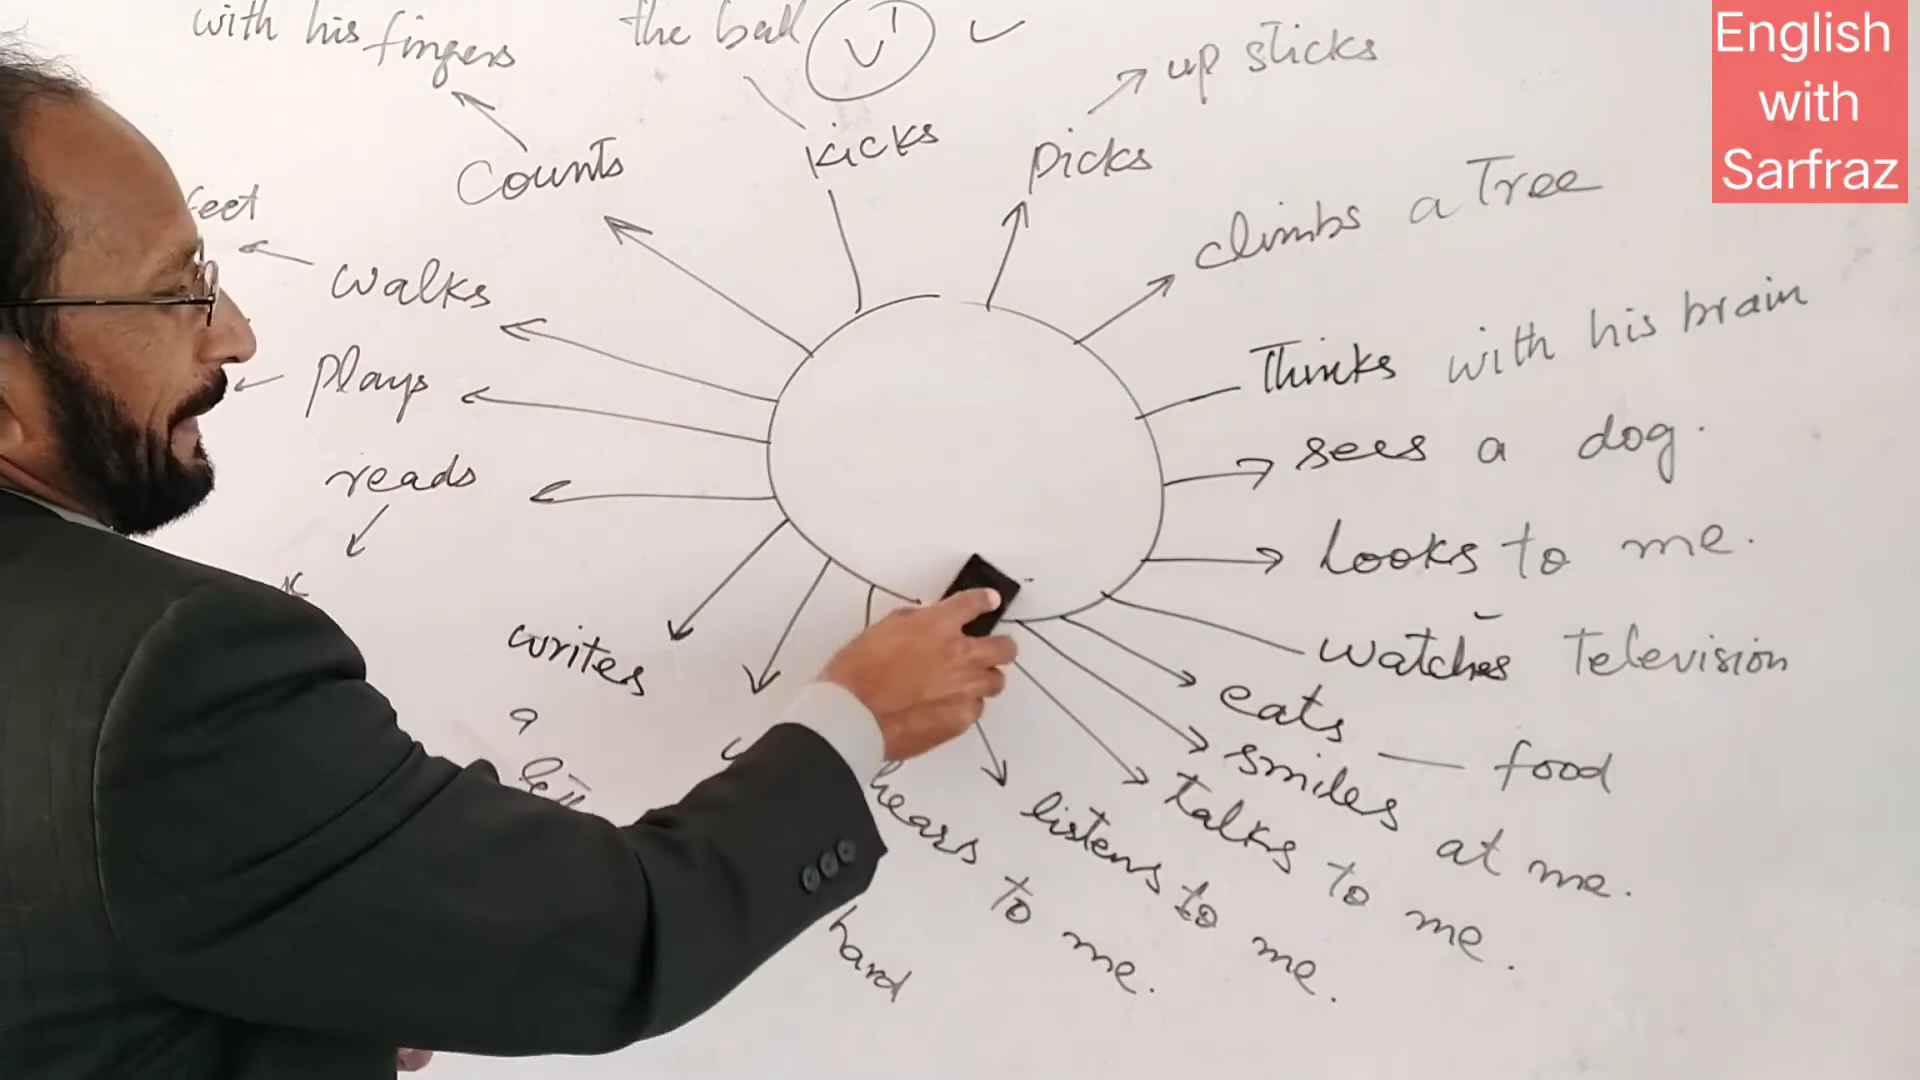 with his fingers
the ball
V1
up sticks
Counts
kicks
picks
climbs a Tree
feet
walks
Thinks with his brain
plays
sees a dog.
reads
Looks to me.
writes
a
watches Television
eats — food
smiles at me.
talks to me.
listens to me.
hears to me.
hard
English
with
Sarfraz